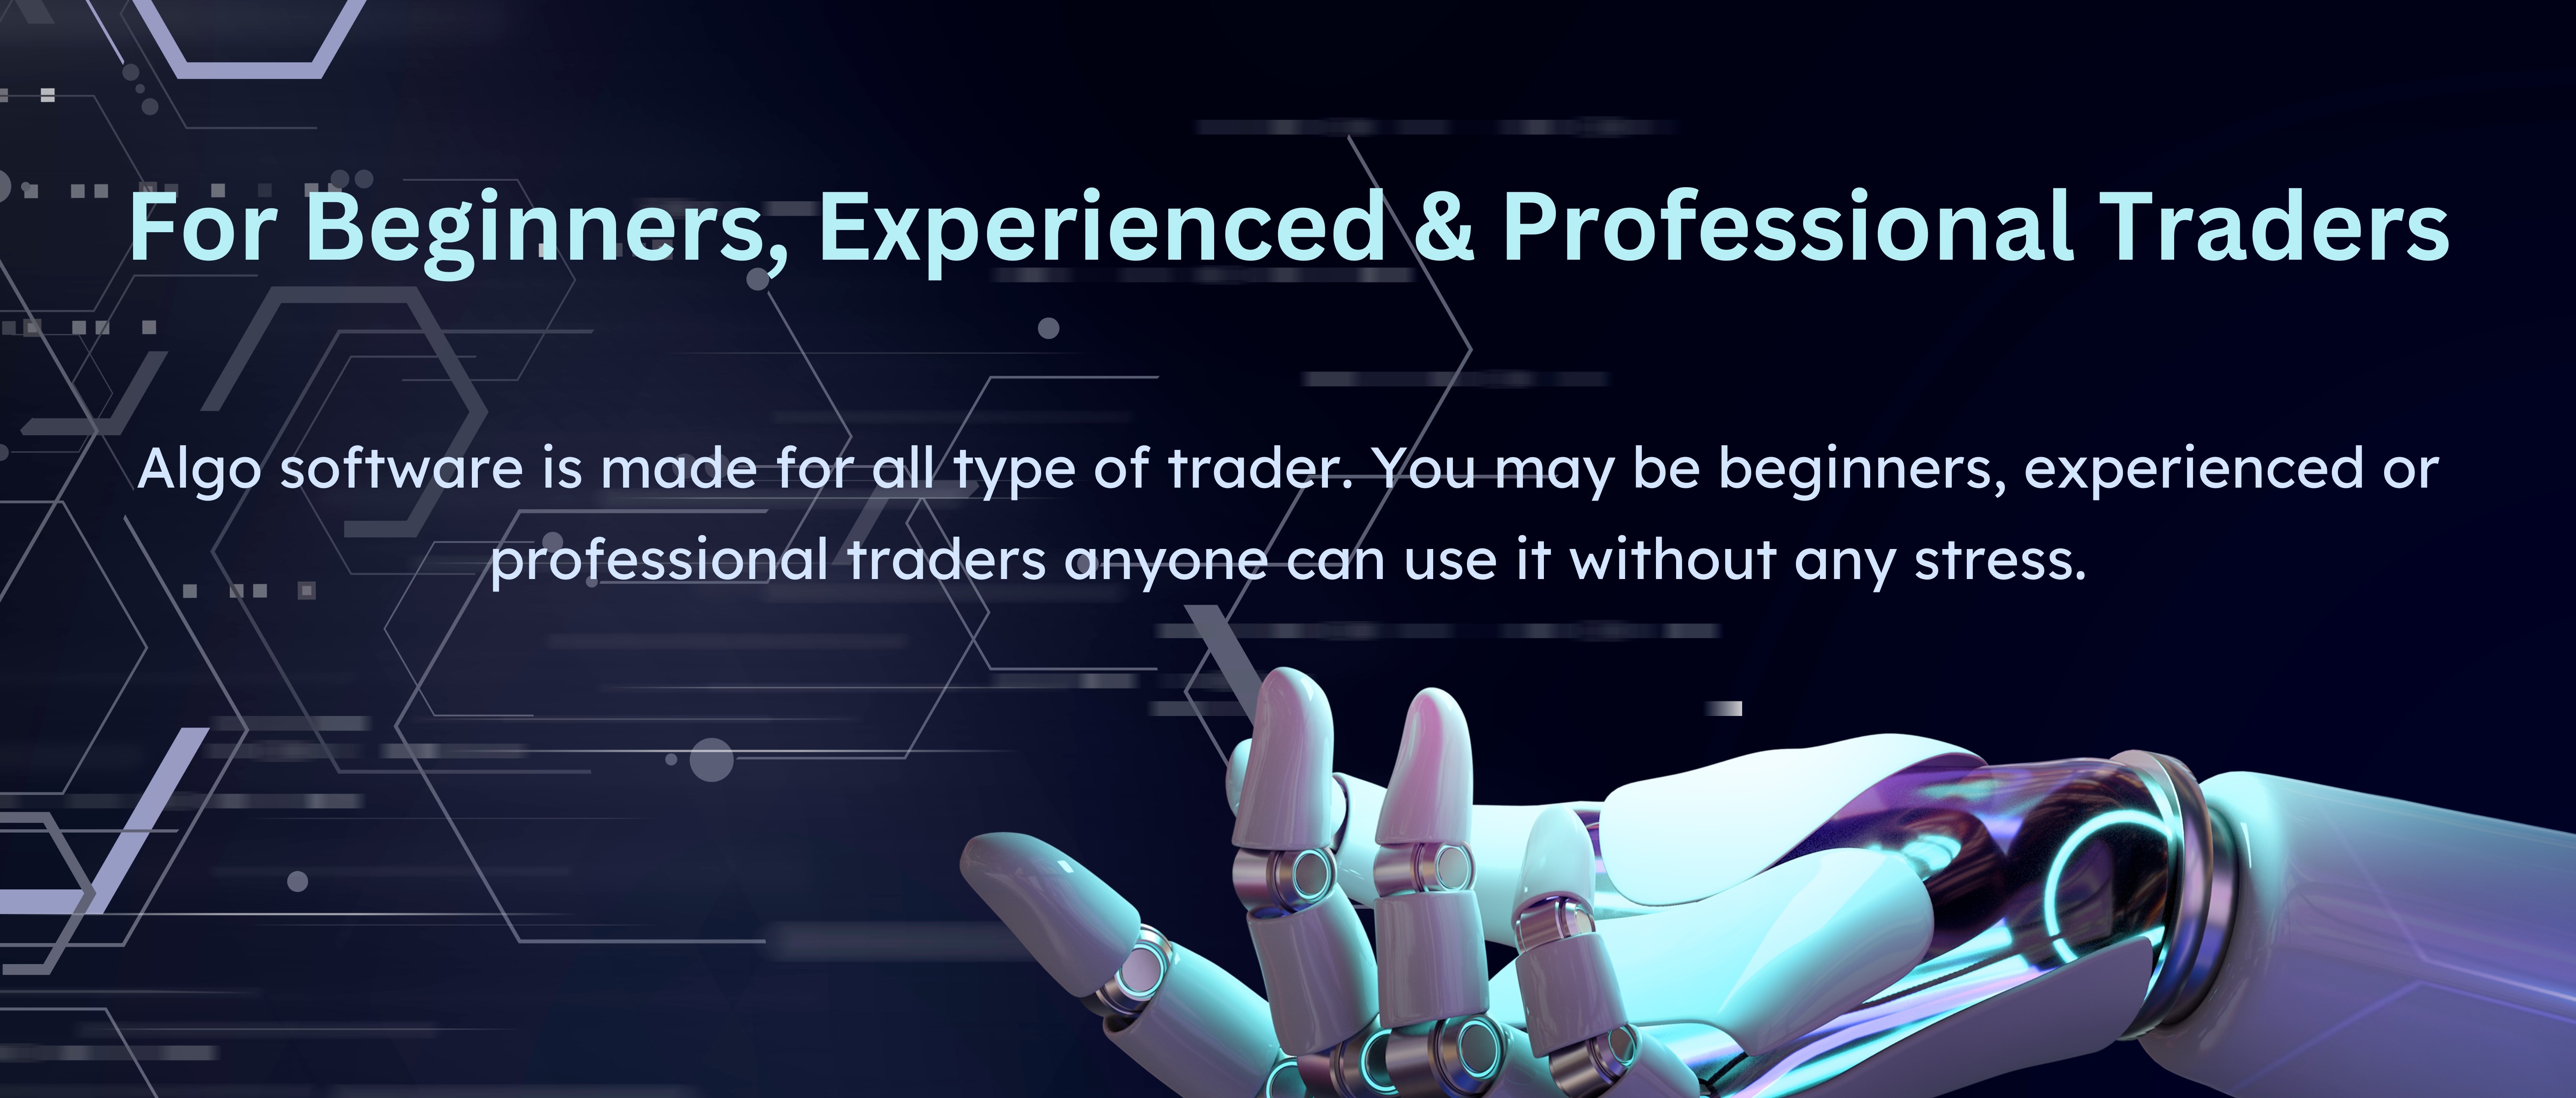 For Beginners, Experienced & Professional Traders
Algo software is made for all type of trader. You may be beginners, experienced or
professional traders anyone can use it without any stress.